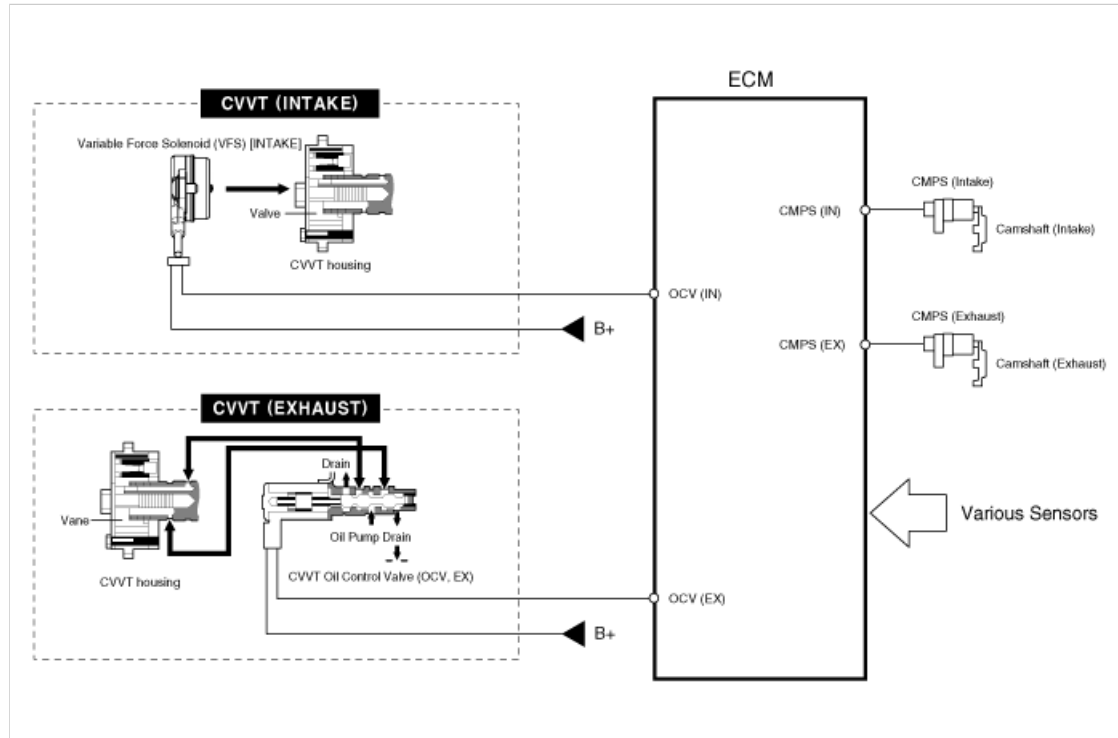 ECM
CVVT (INTAKE)
Variable Force Solenoid (VFS) [INTAKE]
Valve
CVVT housing
OCV (IN)
B+
CMPS (IN)
CMPS (Intake)
Camshaft (Intake)
CMPS (EX)
CMPS (Exhaust)
Camshaft (Exhaust)
CVVT (EXHAUST)
Drain
Vane
Oil Pump Drain
CVVT housing
CVVT Oil Control Valve (OCV, EX)
OCV (EX)
B+
Various Sensors